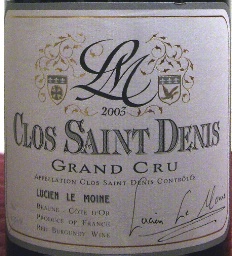 LM
2005
CLOS SAINT DENIS
GRAND CRU
APPELLATION CLOS SAINT DENIS CONTRÔLÉE
LUCIEN LE MOINE
BEAUNE - CÔTE D'OR
PRODUCE OF FRANCE
RED BURGUNDY WINE
Lucien Le Moine